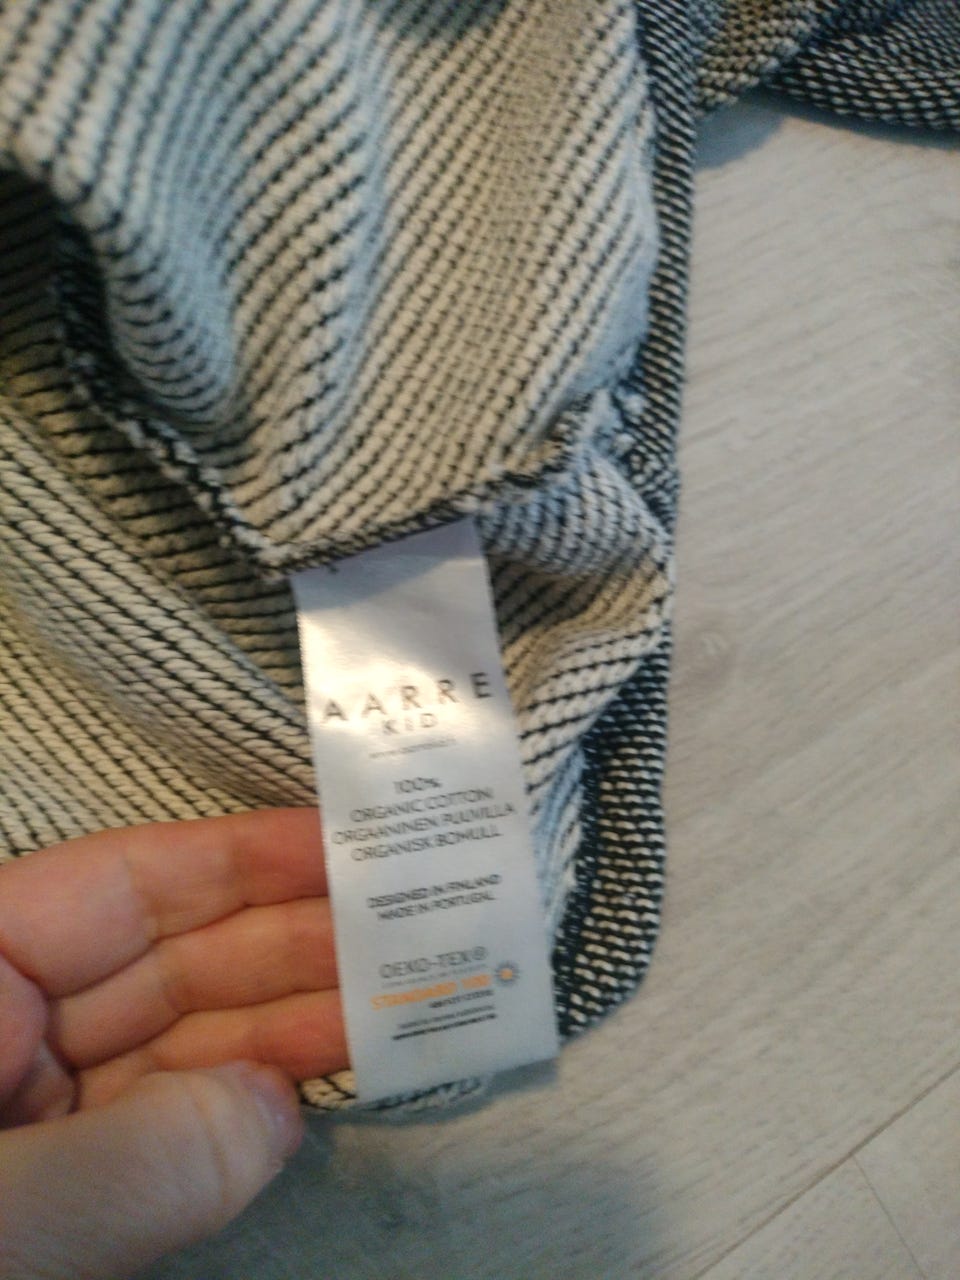 AARRE
KID
100%
ORGANIC COTTON
ORGAANINEN PUUVILLA
ORGANISK BOMULL
DESIGNED IN FINLAND
MADE IN PORTUGAL
OEKO-TEX®
STANDARD 100